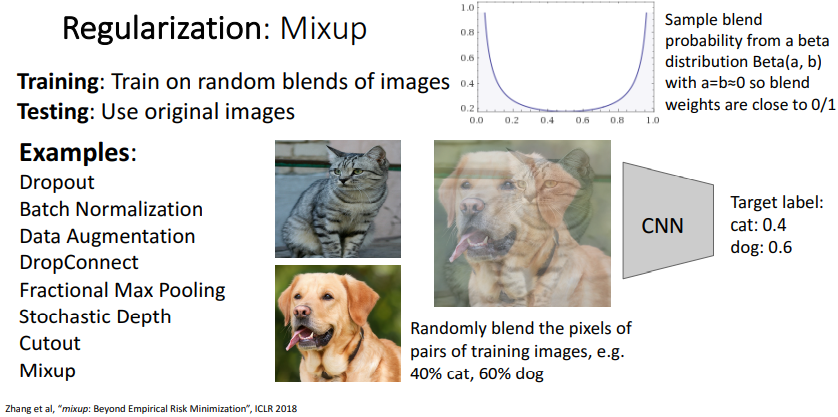 Regularization: Mixup
Training: Train on random blends of images
Testing: Use original images
1.0
0.8
0.6
0.4
0.2
0.0
0.2
0.4
0.6
0.8
1.0
Sample blend
probability from a beta
distribution Beta(a, b)
with a=b≈0 so blend
weights are close to 0/1
Examples:
Dropout
Batch Normalization
Data Augmentation
DropConnect
Fractional Max Pooling
Stochastic Depth
Cutout
Mixup
CNN
Target label:
cat: 0.4
dog: 0.6
Randomly blend the pixels of
pairs of training images, e.g.
40% cat, 60% dog
Zhang et al, “mixup: Beyond Empirical Risk Minimization”, ICLR 2018